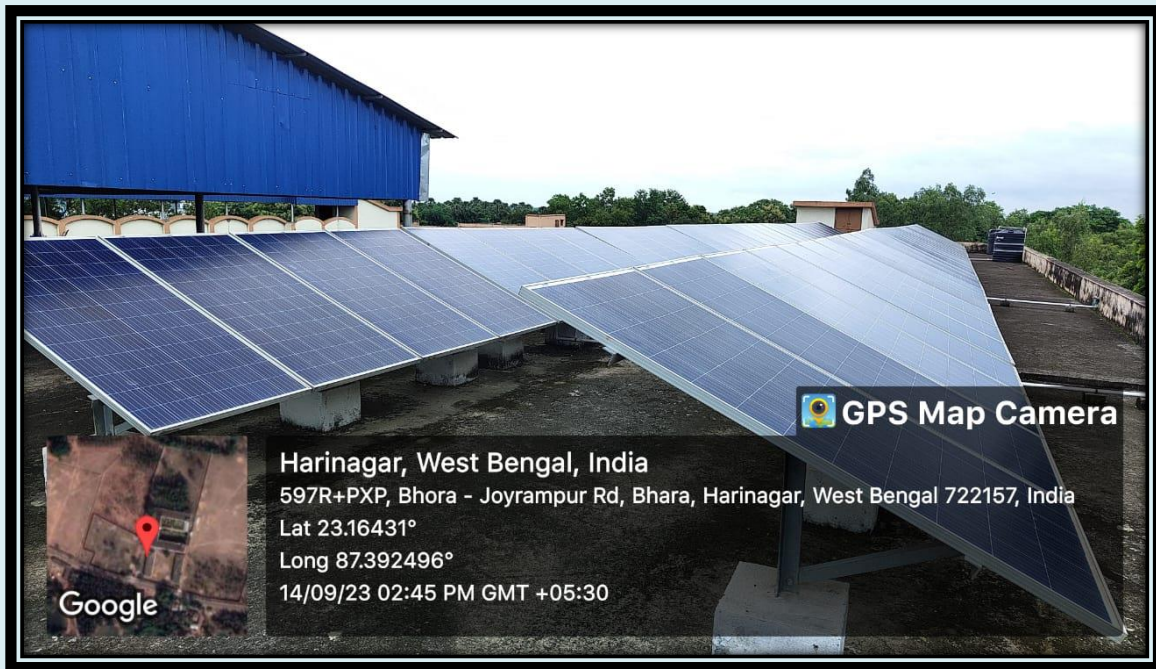 GPS Map Camera
Harinagar, West Bengal, India
597R+PXP, Bhora - Joyrampur Rd, Bhara, Harinagar, West Bengal 722157, India
Lat 23.16431°
Long 87.392496°
14/09/23 02:45 PM GMT +05:30
Google